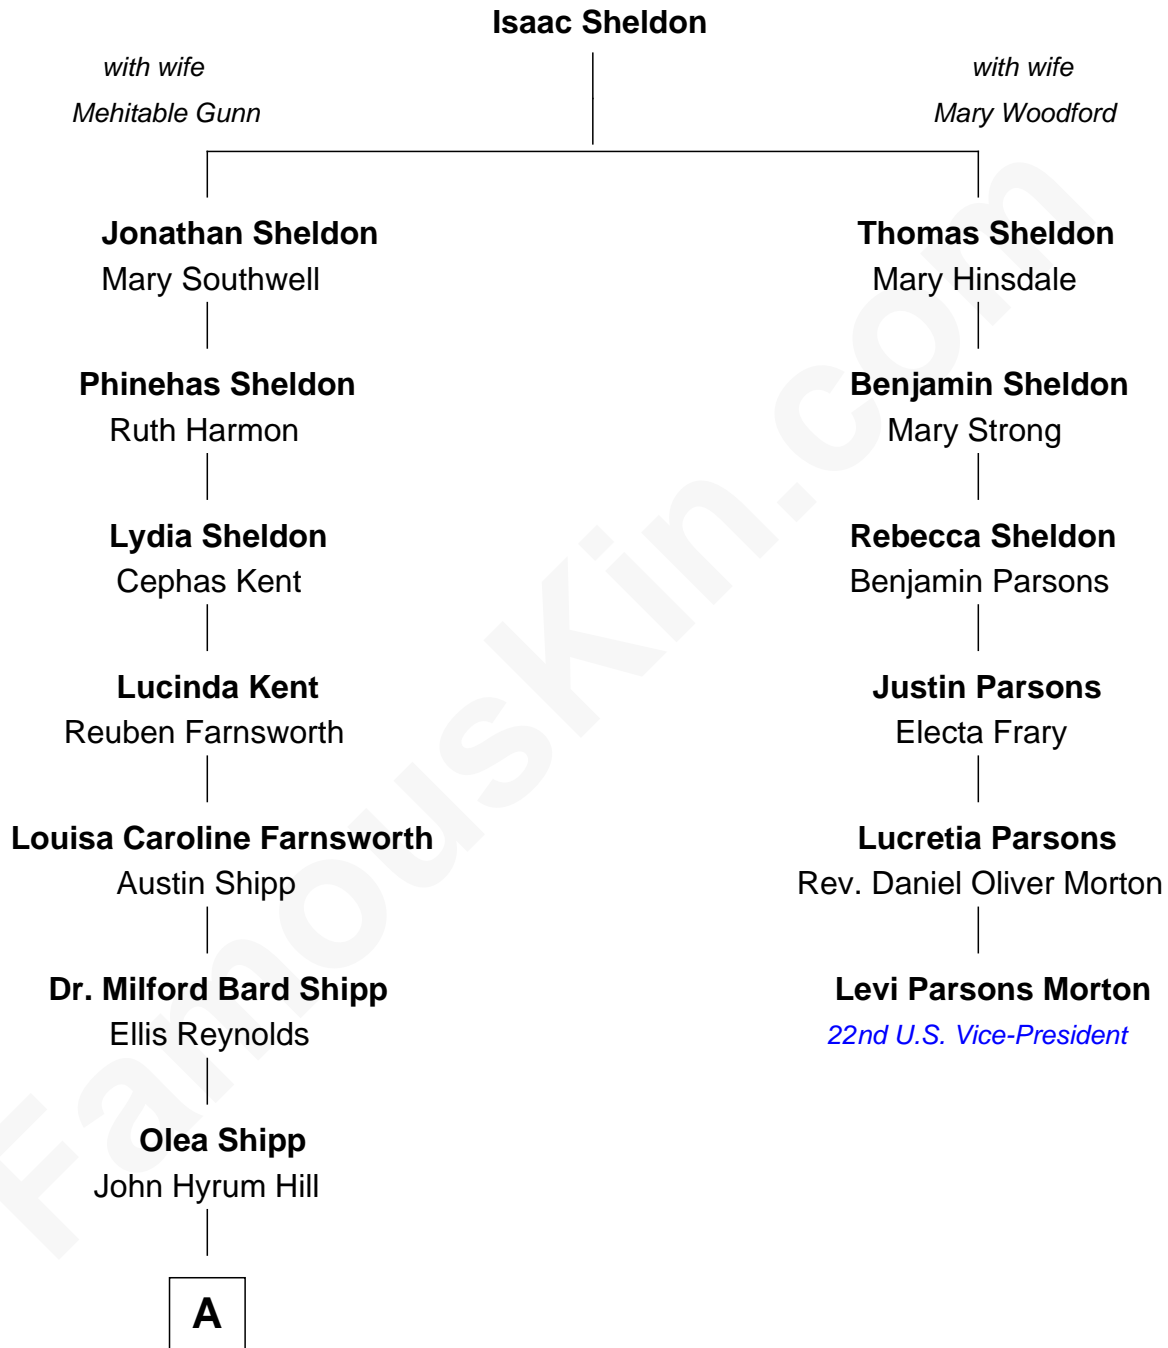 Isaac Sheldon
with wife
Mehitable Gunn
with wife
Mary Woodford
Jonathan Sheldon
Mary Southwell
Thomas Sheldon
Mary Hinsdale
Phinehas Sheldon
Ruth Harmon
Benjamin Sheldon
Mary Strong
Lydia Sheldon
Cephas Kent
Rebecca Sheldon
Benjamin Parsons
Lucinda Kent
Reuben Farnsworth
Justin Parsons
Electa Frary
Louisa Caroline Farnsworth
Austin Shipp
Lucretia Parsons
Rev. Daniel Oliver Morton
Dr. Milford Bard Shipp
Ellis Reynolds
Levi Parsons Morton
22nd U.S. Vice-President
Olea Shipp
John Hyrum Hill
A
FamousKin.com